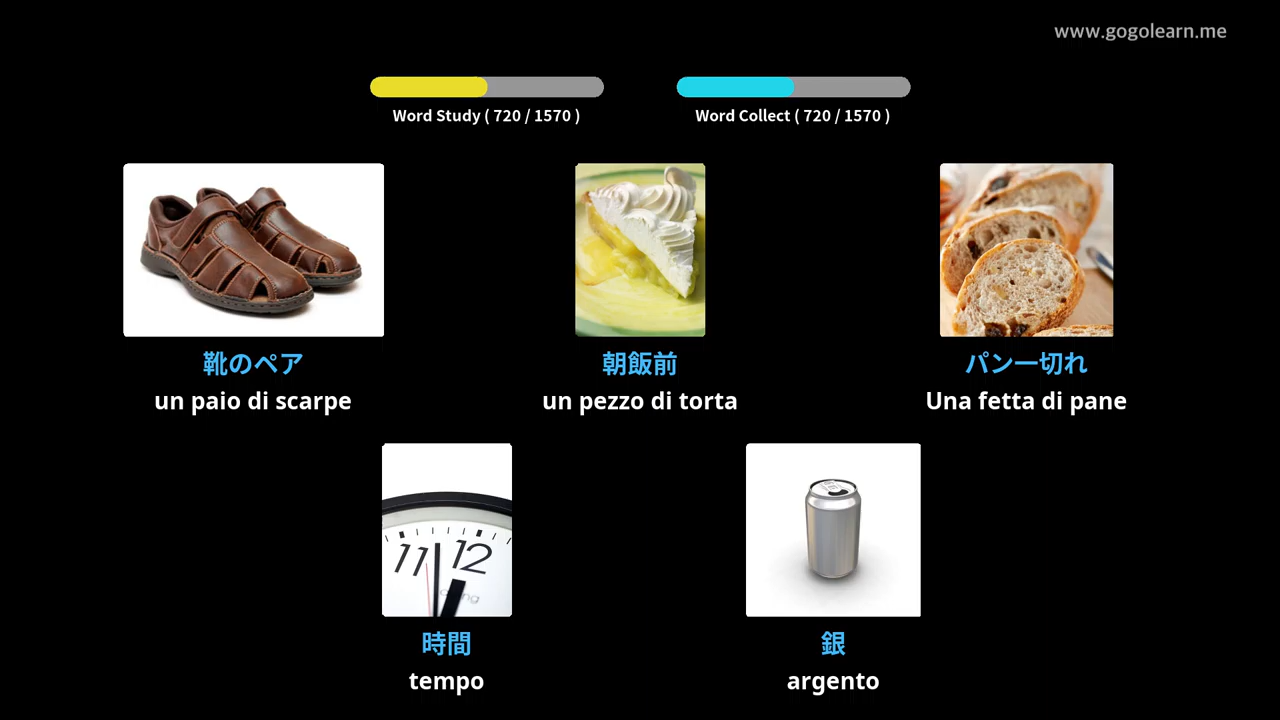 www.gogolearn.me
Word Study ( 720 / 1570 )
Word Collect ( 720 / 1570 )
靴のペア
朝飯前
パン一切れ
un paio di scarpe
un pezzo di torta
Una fetta di pane
11 12
時間
銀
tempo
argento